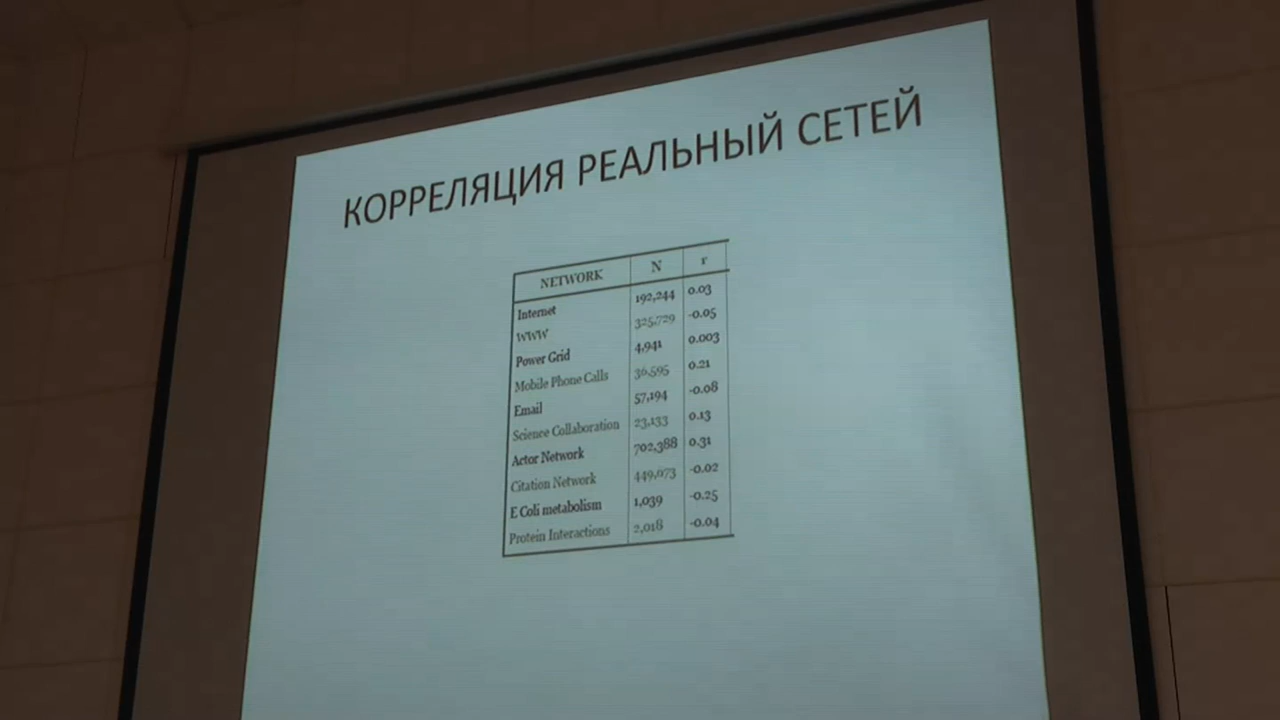 КОРРЕЛЯЦИЯ РЕАЛЬНЫЙ СЕТЕЙ
NETWORK N r
Internet 192,244 0.03
WWW 325,729 -0.05
Power Grid 4,941 0.003
Mobile Phone Calls 36,595 0.21
Email 57,194 -0.08
Science Collaboration 23,133 0.13
Actor Network 702,388 0.31
Citation Network 449,673 -0.02
E Coli metabolism 1,039 -0.25
Protein Interactions 2,018 -0.04